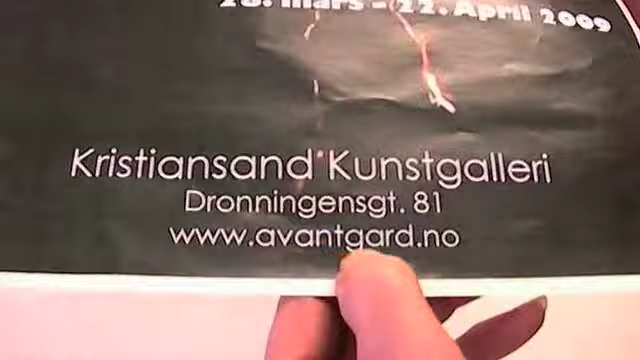 28. mars - 22. April 2009
Kristiansand Kunstgalleri
Dronningensgt. 81
www.avantgard.no